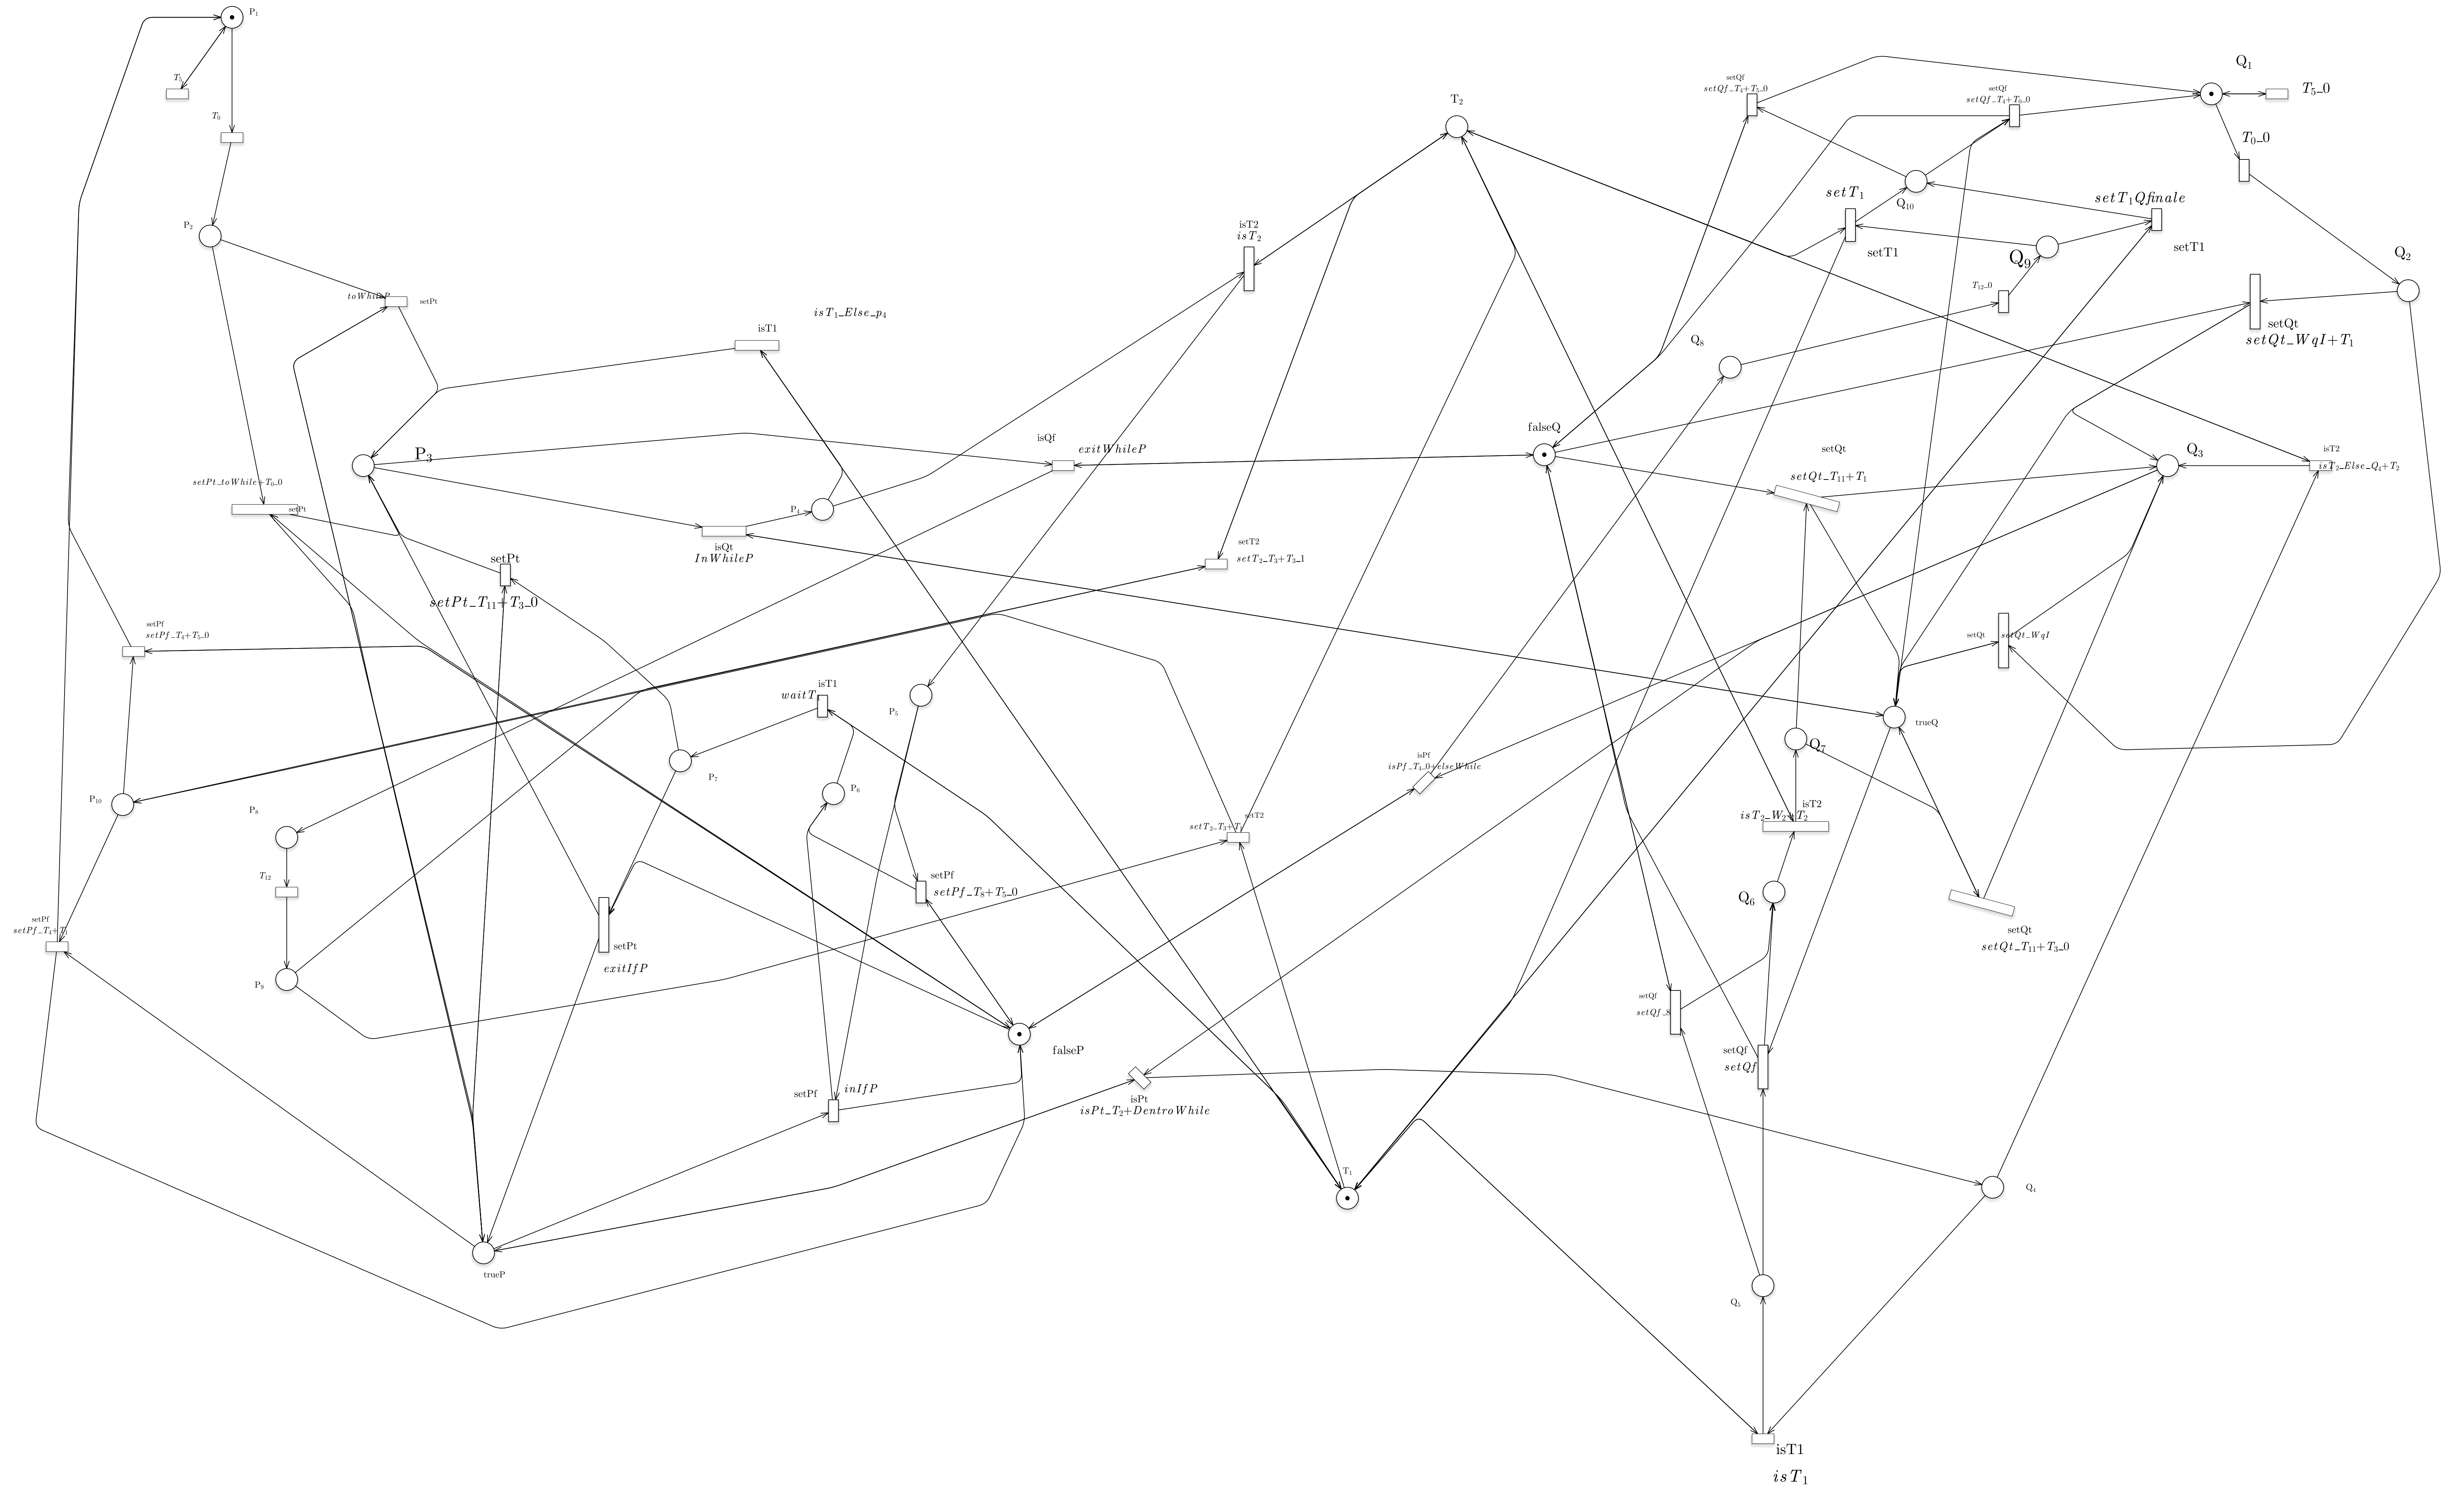 P₁
Q₁
T₅
setQf
setQf_T₄+T₅_0
setQf
setQf_T₄+T₅_0
T₅_0
T₂
T₀
T₀_0
P₂
setT₁
Q₁₀
setT₁Qfinale
isT2
isT₂
setT1
Q₉
setT1
Q₂
T₁₂_0
toWhileP
setPt
isT₁_Else_p₄
isT1
Q₈
setQt
setQt_WqI+T₁
falseQ
isQf
exitWhileP
P₃
setQt
Q₃
isT2
isT₂_Else_Q₄+T₂
setQt_T₁₁+T₁
setPt_toWhile+T₀_0
setPt
P₄
isQt
InWhileP
setT2
setT₂_T₃+T₃_1
setPt
setPt_T₁₁+T₃_0
setPf
setPf_T₄+T₅_0
setQt
setQt_WqI
isT1
waitT₁
P₅
trueQ
Q₇
P₇
isPf
isPf_T₄_0+elseWhile
P₆
P₁₀
P₈
isT2
isT₂_W₂+T₂
setT2
setT₂_T₃+T₁
T₁₂
setPf
setPf_T₈+T₅_0
Q₆
setPf
setPf_T₄+T₁
setQt
setQt_T₁₁+T₃_0
setPt
exitIfP
P₉
setQf
setQf_8
falseP
setQf
setQf
setPf
inIfP
isPt
isPt_T₂+DentroWhile
T₁
Q₄
trueP
Q₅
isT1
isT₁